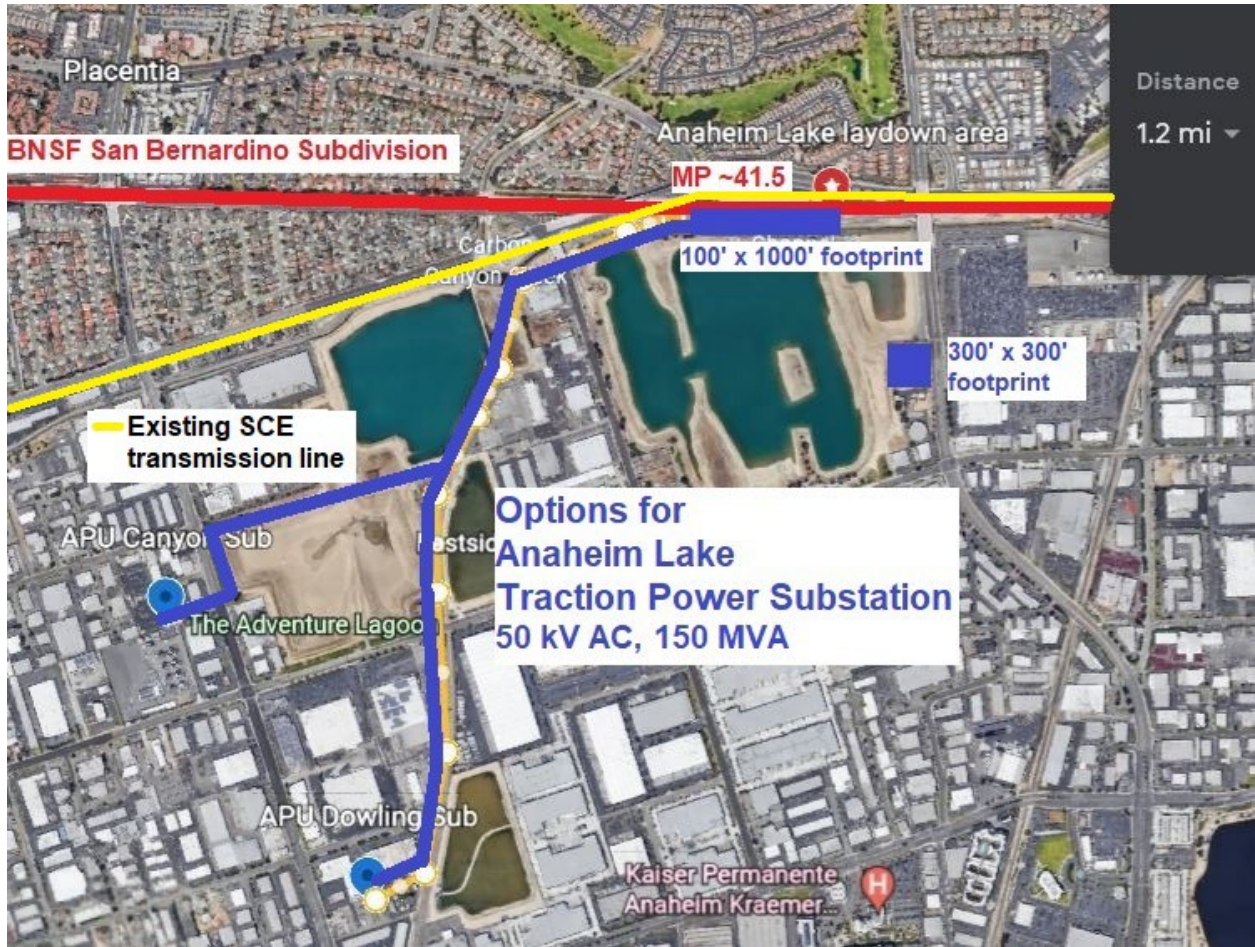 Placentia
Distance
1.2 mi
BNSF San Bernardino Subdivision
Anaheim Lake laydown area
MP ~41.5
Carbon
Canyon Creek
100' x 1000' footprint
300' x 300'
footprint
Existing SCE
transmission line
APU Canyon Sub
Options for
Anaheim Lake
Traction Power Substation
50 kV AC, 150 MVA
The Adventure Lagoon
APU Dowling Sub
Kaiser Permanente
Anaheim Kraemer...
H